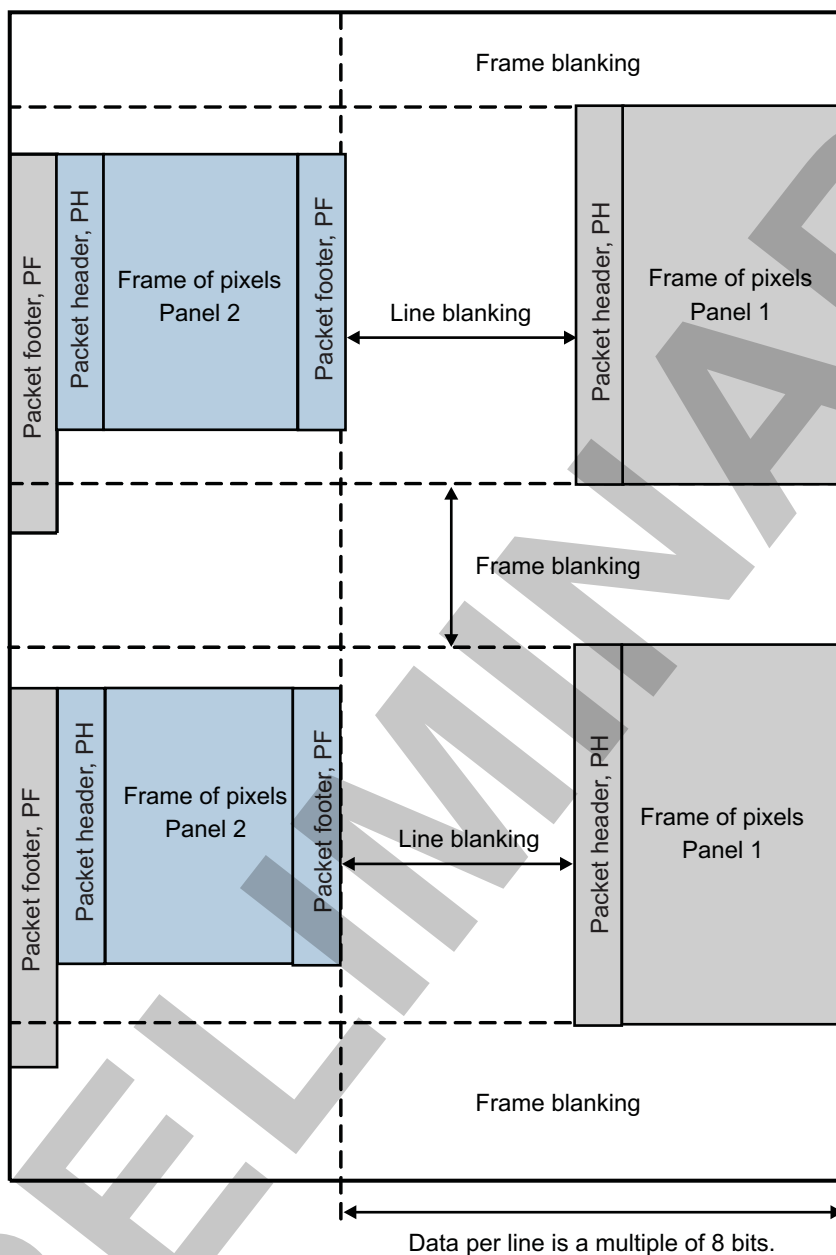 Frame blanking
Packet footer, PF
Packet header, PH
Frame of pixels
Panel 2
Packet footer, PF
Line blanking
Packet header, PH
Frame of pixels
Panel 1
Frame blanking
Packet footer, PF
Packet header, PH
Frame of pixels
Panel 2
Packet footer, PF
Line blanking
Packet header, PH
Frame of pixels
Panel 1
Frame blanking
Data per line is a multiple of 8 bits.